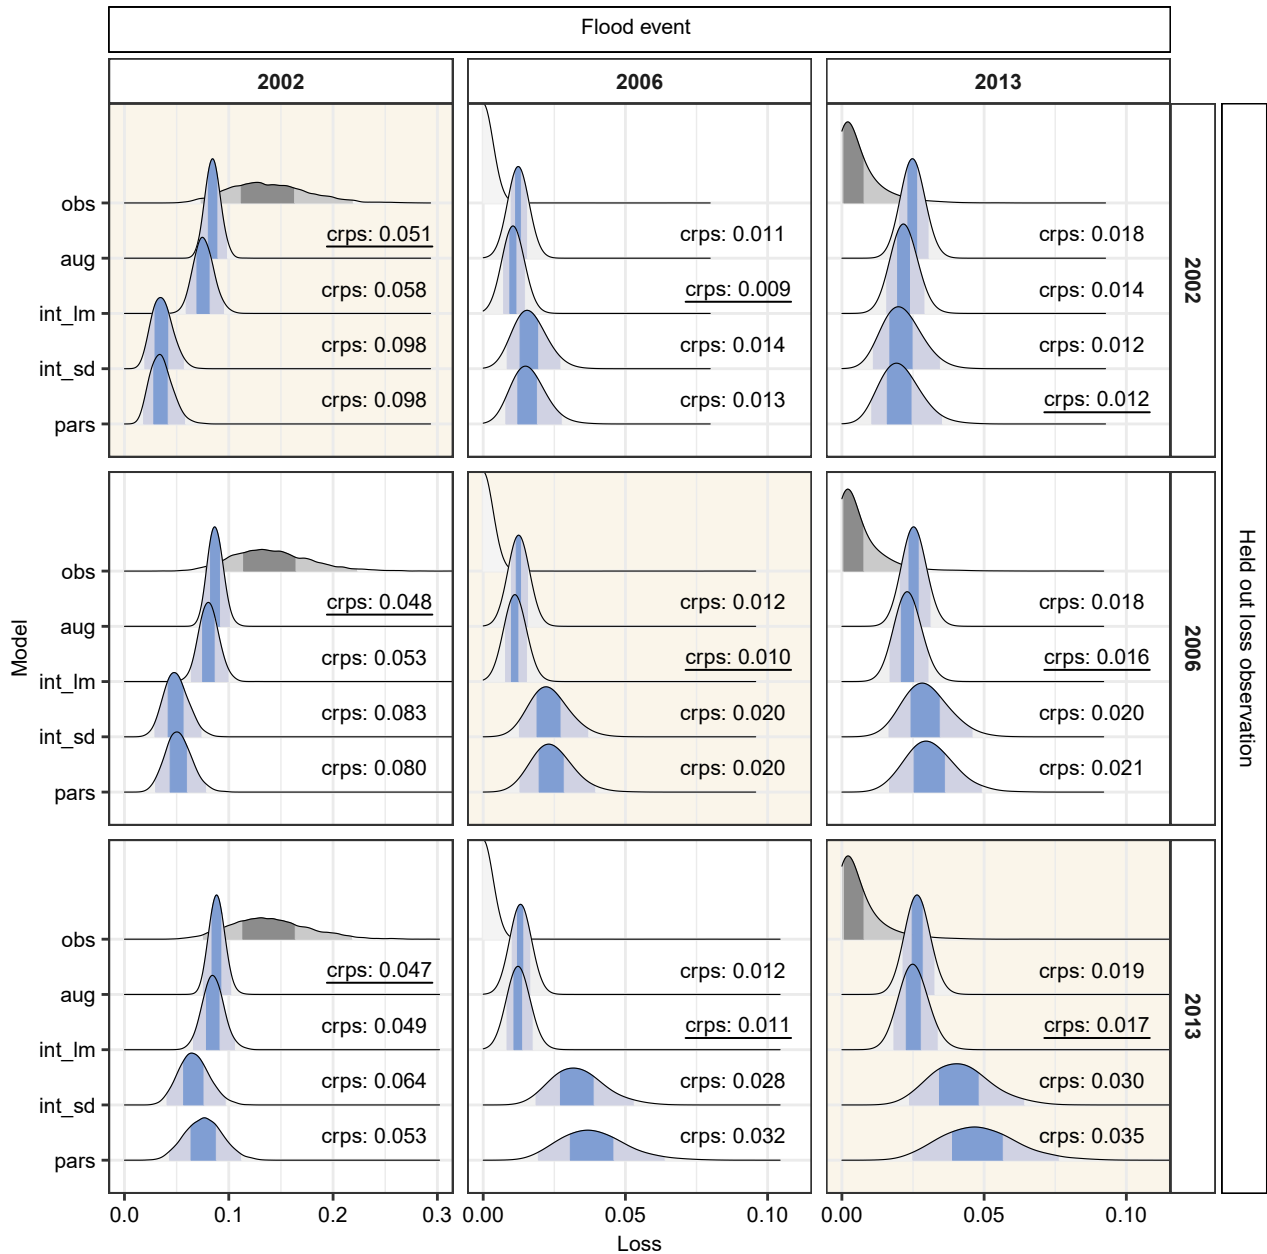 Flood event
2002 2006 2013
obs
crps: 0.051 crps: 0.011 crps: 0.018
aug
crps: 0.058 crps: 0.009 crps: 0.014
int_lm
crps: 0.098 crps: 0.014 crps: 0.012
int_sd
crps: 0.098 crps: 0.013 crps: 0.012
pars
2002
obs
crps: 0.048 crps: 0.012 crps: 0.018
aug
crps: 0.053 crps: 0.010 crps: 0.016
int_lm
crps: 0.083 crps: 0.020 crps: 0.020
int_sd
crps: 0.080 crps: 0.020 crps: 0.021
pars
2006
Model
Held out loss observation
obs
crps: 0.047 crps: 0.012 crps: 0.019
aug
crps: 0.049 crps: 0.011 crps: 0.017
int_lm
crps: 0.064 crps: 0.028 crps: 0.030
int_sd
crps: 0.053 crps: 0.032 crps: 0.035
pars
2013
0.0 0.1 0.2 0.3 0.00 0.05 0.10 0.00 0.05 0.10
Loss